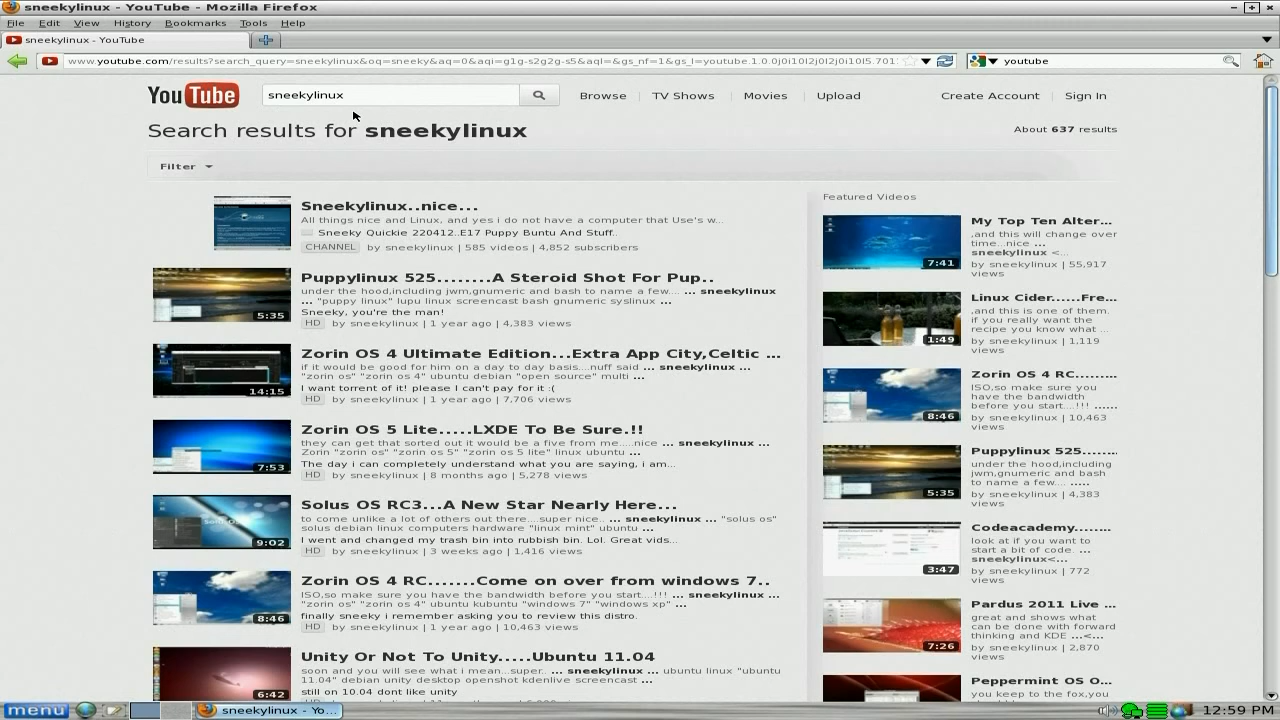 sneekylinux - YouTube - Mozilla Firefox
File Edit View History Bookmarks Tools Help
sneekylinux - YouTube
www.youtube.com/results?search_query=sneekylinux&oq=sneeky&aq=0&aqi=g1g-s2g2g-s5&aql=&gs_nf=1&gs_l=youtube.1.0.0j0i10l2j0l2j0i10l5.701
youtube
YouTube
sneekylinux
Browse TV Shows Movies Upload Create Account Sign In
Search results for sneekylinux
About 637 results
Filter
Sneekylinux..nice...
All things nice and Linux, and yes i do not have a computer that Use's w...
Sneeky Quickie 220412..E17 Puppy Buntu And Stuff..
CHANNEL by sneekylinux | 585 videos | 4,852 subscribers
Puppylinux 525........A Steroid Shot For Pup..
under the hood,including jwm,gnumeric and bash to name a few.... ... sneekylinux
... "puppy linux" lupu linux screencast bash gnumeric syslinux ...
Sneeky, you're the man!
5:35
HD by sneekylinux | 1 year ago | 4,383 views
Zorin OS 4 Ultimate Edition...Extra App City,Celtic ...
if it would be good for him on a day to day basis....nuff said ... sneekylinux ...
"zorin os" "zorin os 4" ubuntu debian "open source" multi ...
I want torrent of it! please I can't pay for it :(
14:15
HD by sneekylinux | 1 year ago | 7,706 views
Zorin OS 5 Lite.....LXDE To Be Sure.!!
they can get that sorted out it would be a five from me.....nice ... sneekylinux ...
Zorin "zorin os" "zorin os 5" "zorin os 5 lite" linux ubuntu ...
The day i can completely understand what you are saying, i am...
7:53
HD by sneekylinux | 8 months ago | 5,278 views
Solus OS RC3...A New Star Nearly Here...
to come unlike a lot of others out there....super nice.. ... sneekylinux ... "solus os"
solus debian linux computers hardware "linux mint" ubuntu ...
I went and changed my trash bin into rubbish bin. Lol. Great vids...
9:02
HD by sneekylinux | 3 weeks ago | 1,416 views
Zorin OS 4 RC.......Come on over from windows 7..
ISO,so make sure you have the bandwidth before you start....!!! ... sneekylinux ...
"zorin os" "zorin os 4" ubuntu kubuntu "windows 7" "windows xp" ...
finally sneeky i remember asking you to review this distro.
8:46
HD by sneekylinux | 1 year ago | 10,463 views
Unity Or Not To Unity.....Ubuntu 11.04
soon and you will see what i mean...super.. ... sneekylinux ... ubuntu linux "ubuntu
11.04" debian unity desktop openshot kdenlive screencast ...
still on 10.04 dont like unity
6:42
Featured Videos
My Top Ten Alter...
,and this will change over
time...nice ...
sneekylinux <...
by sneekylinux | 55,917
views
7:41
Linux Cider......Fre...
,and this is one of them.
if you really want the
recipe you know what ...
by sneekylinux | 1,119
views
1:49
Zorin OS 4 RC.......
ISO,so make sure you
have the bandwidth
before you start....!!! ......
by sneekylinux | 10,463
views
8:46
Puppylinux 525.......
under the hood,including
jwm,gnumeric and bash
to name a few.... .....
by sneekylinux | 4,383
views
5:35
Codeacademy........
look at if you want to
start a bit of code. ...
sneekylinux<...
by sneekylinux | 772
views
3:47
Pardus 2011 Live ...
great and shows what
can be done with forward
thinking and KDE ...<...
by sneekylinux | 2,870
views
7:26
Peppermint OS O...
you keep to the fox,you
menu
sneekylinux - Yo...
12:59 PM